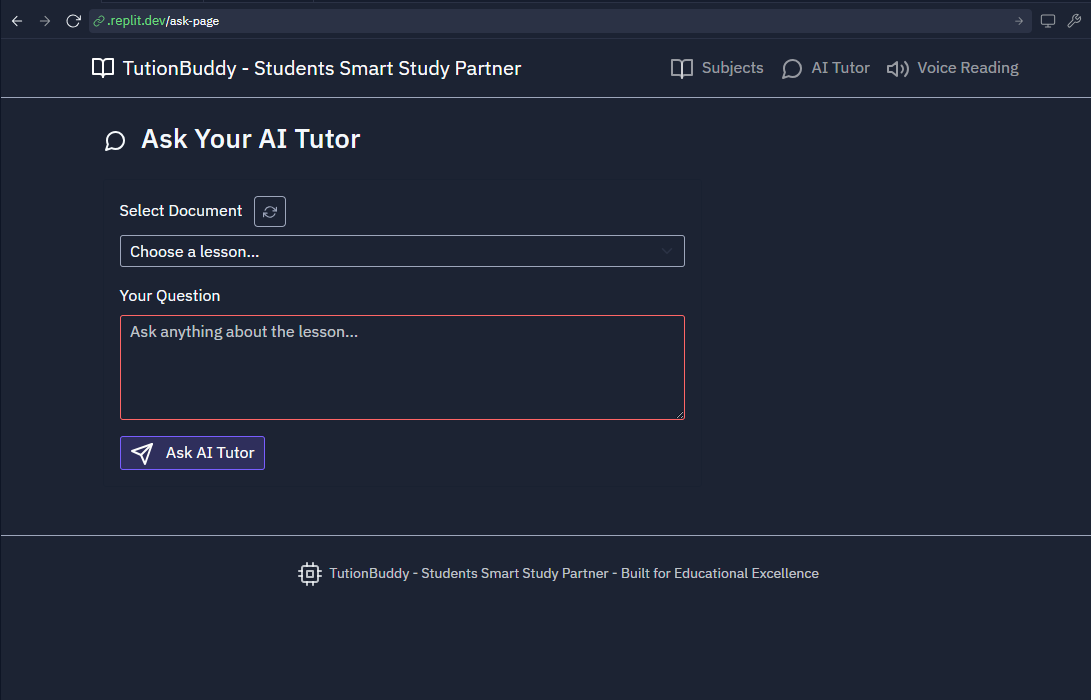 .replit.dev/ask-page
TutionBuddy - Students Smart Study Partner
Subjects
AI Tutor
Voice Reading
Ask Your AI Tutor
Select Document
Choose a lesson...
Your Question
Ask anything about the lesson...
Ask AI Tutor
TutionBuddy - Students Smart Study Partner - Built for Educational Excellence